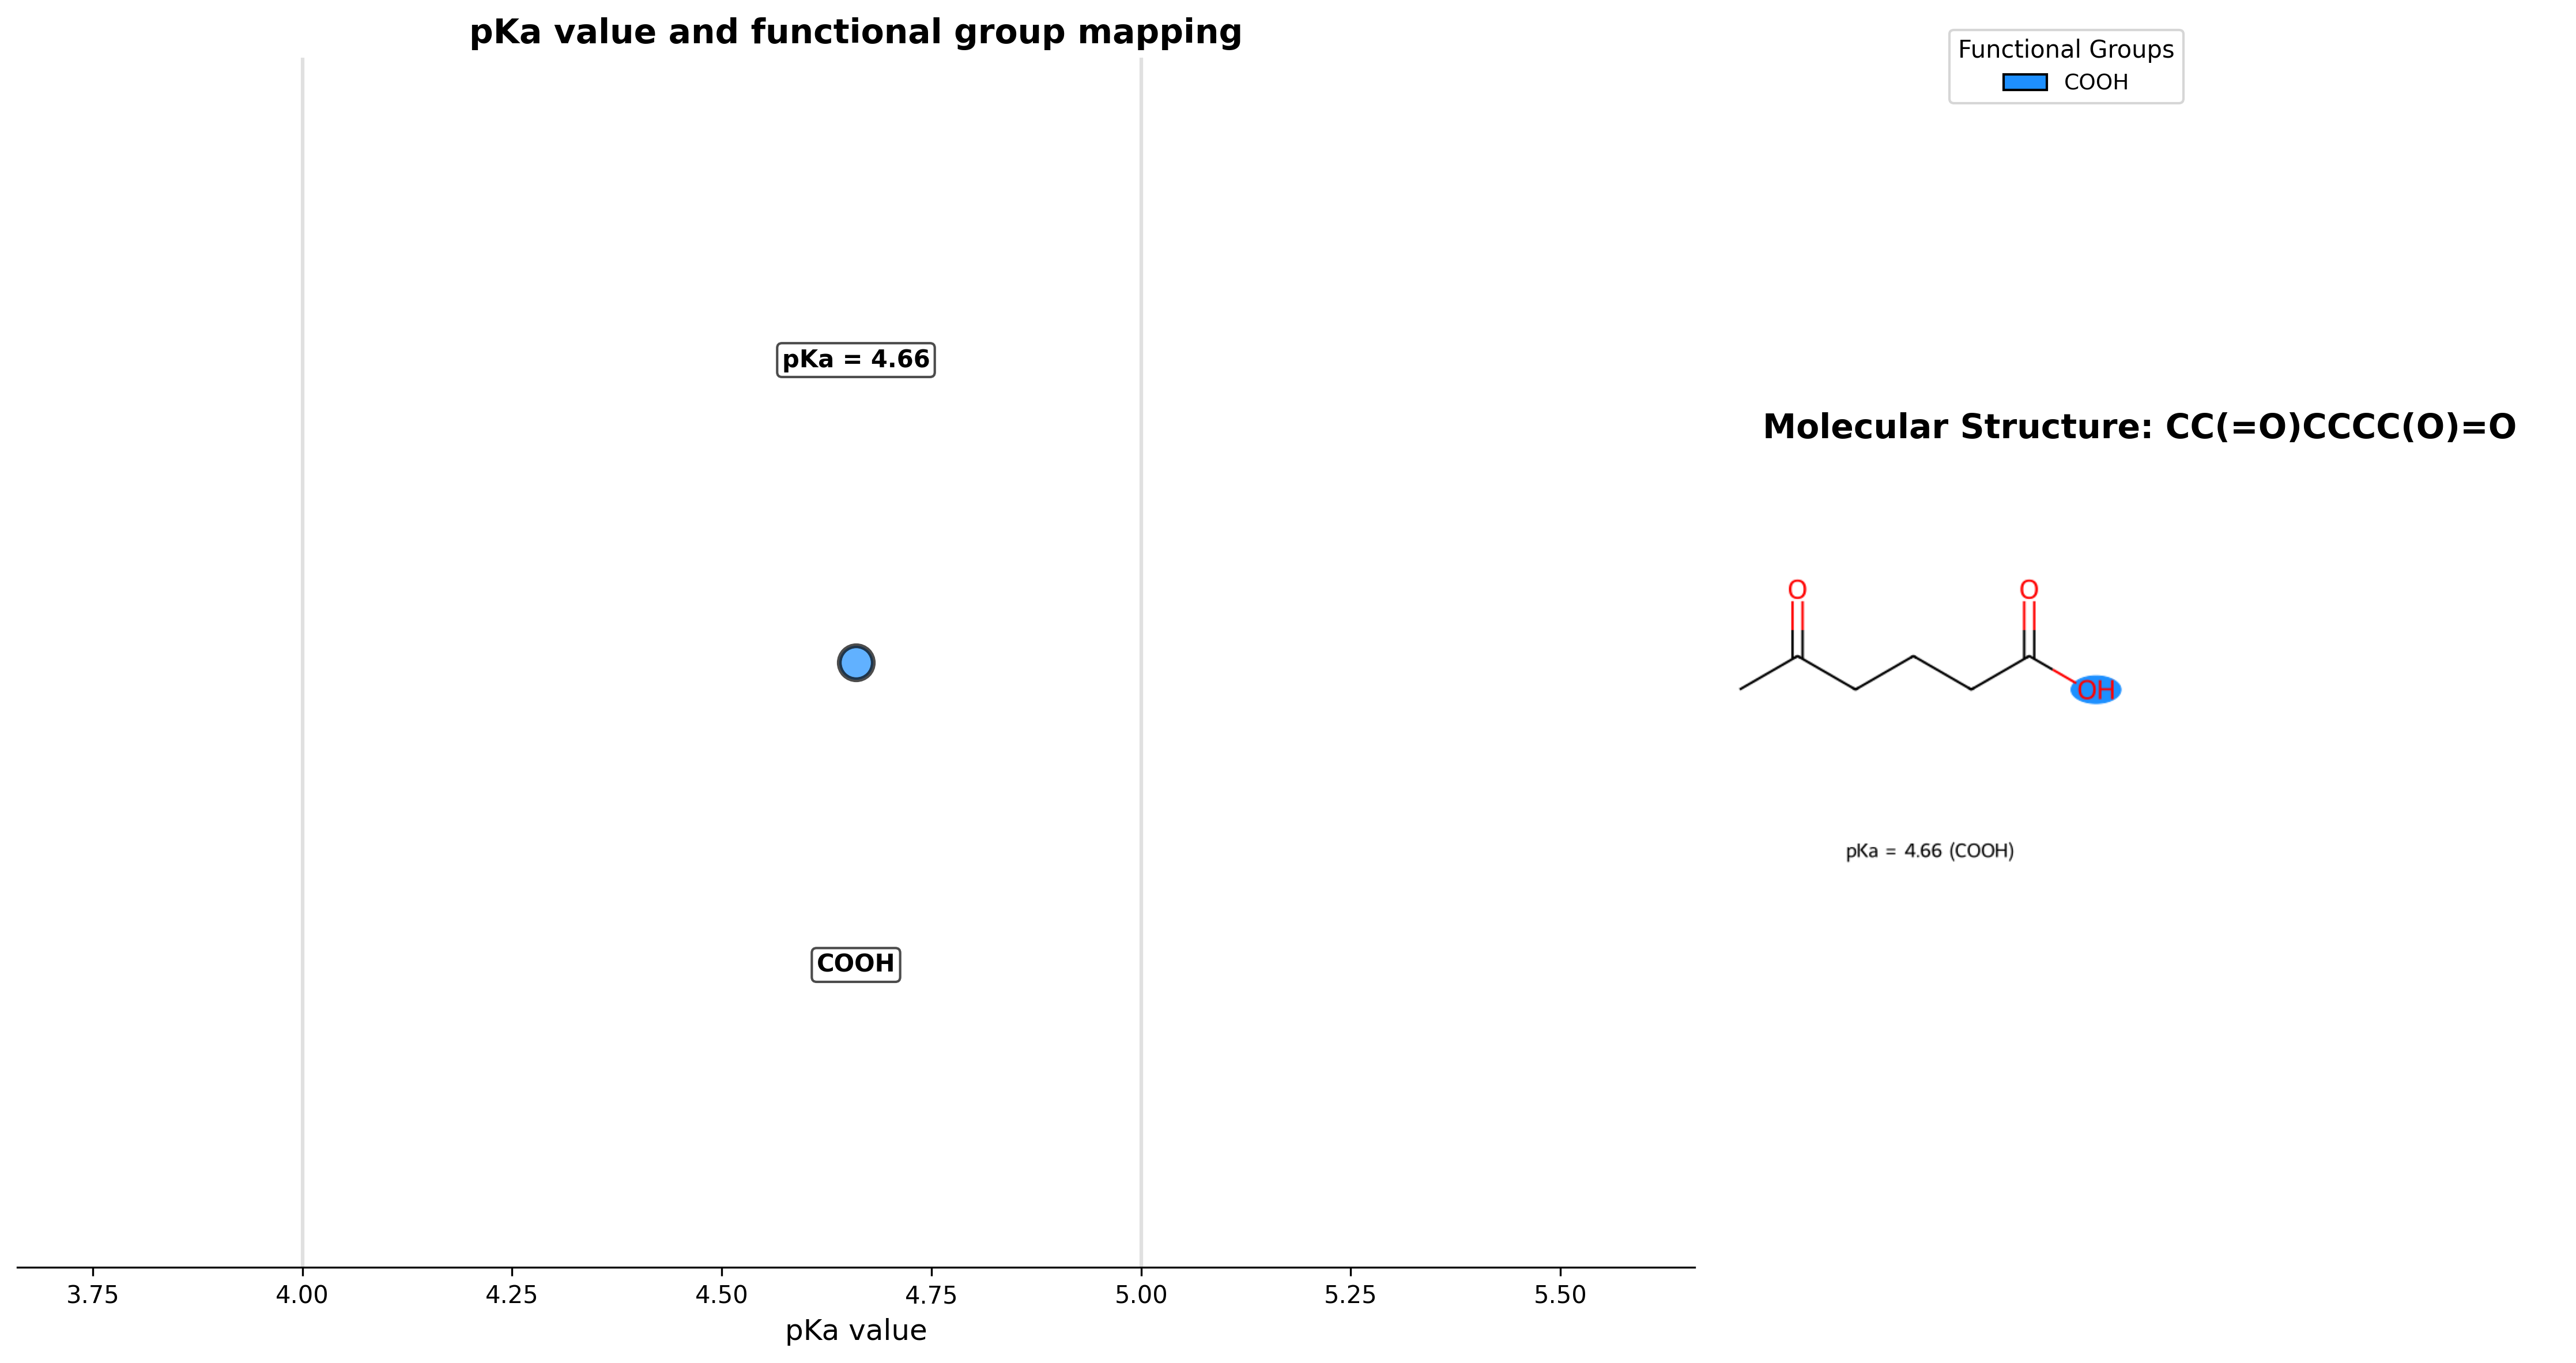 pKa value and functional group mapping
pKa = 4.66
COOH
3.75 4.00 4.25 4.50 4.75 5.00 5.25 5.50
pKa value
Functional Groups
COOH
Molecular Structure: CC(=O)CCCC(O)=O
O O
OH
pKa = 4.66 (COOH)